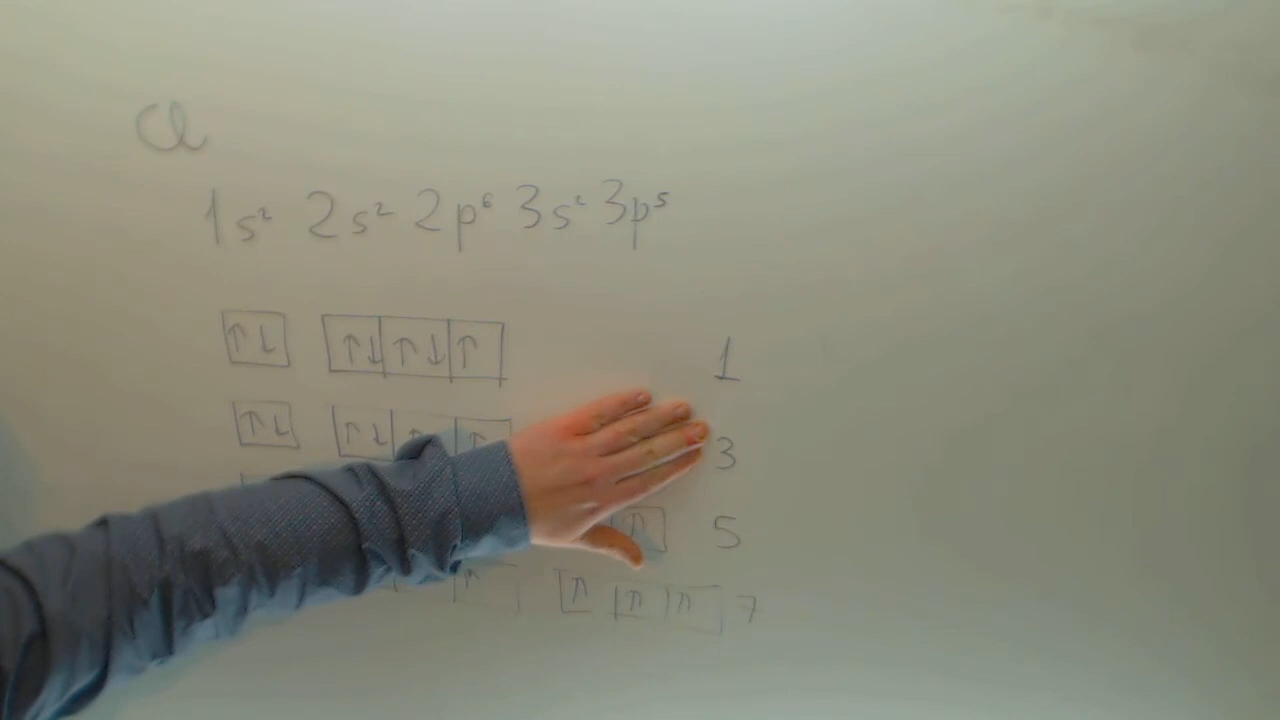 Cl
1s² 2s² 2p⁶ 3s² 3p⁵
↑↓ ↑↓ ↑↓ ↑ 1
↑↓ ↑↓ ↑ ↑ 3
↑ 5
↑ ↑ ↑ ↑ 7